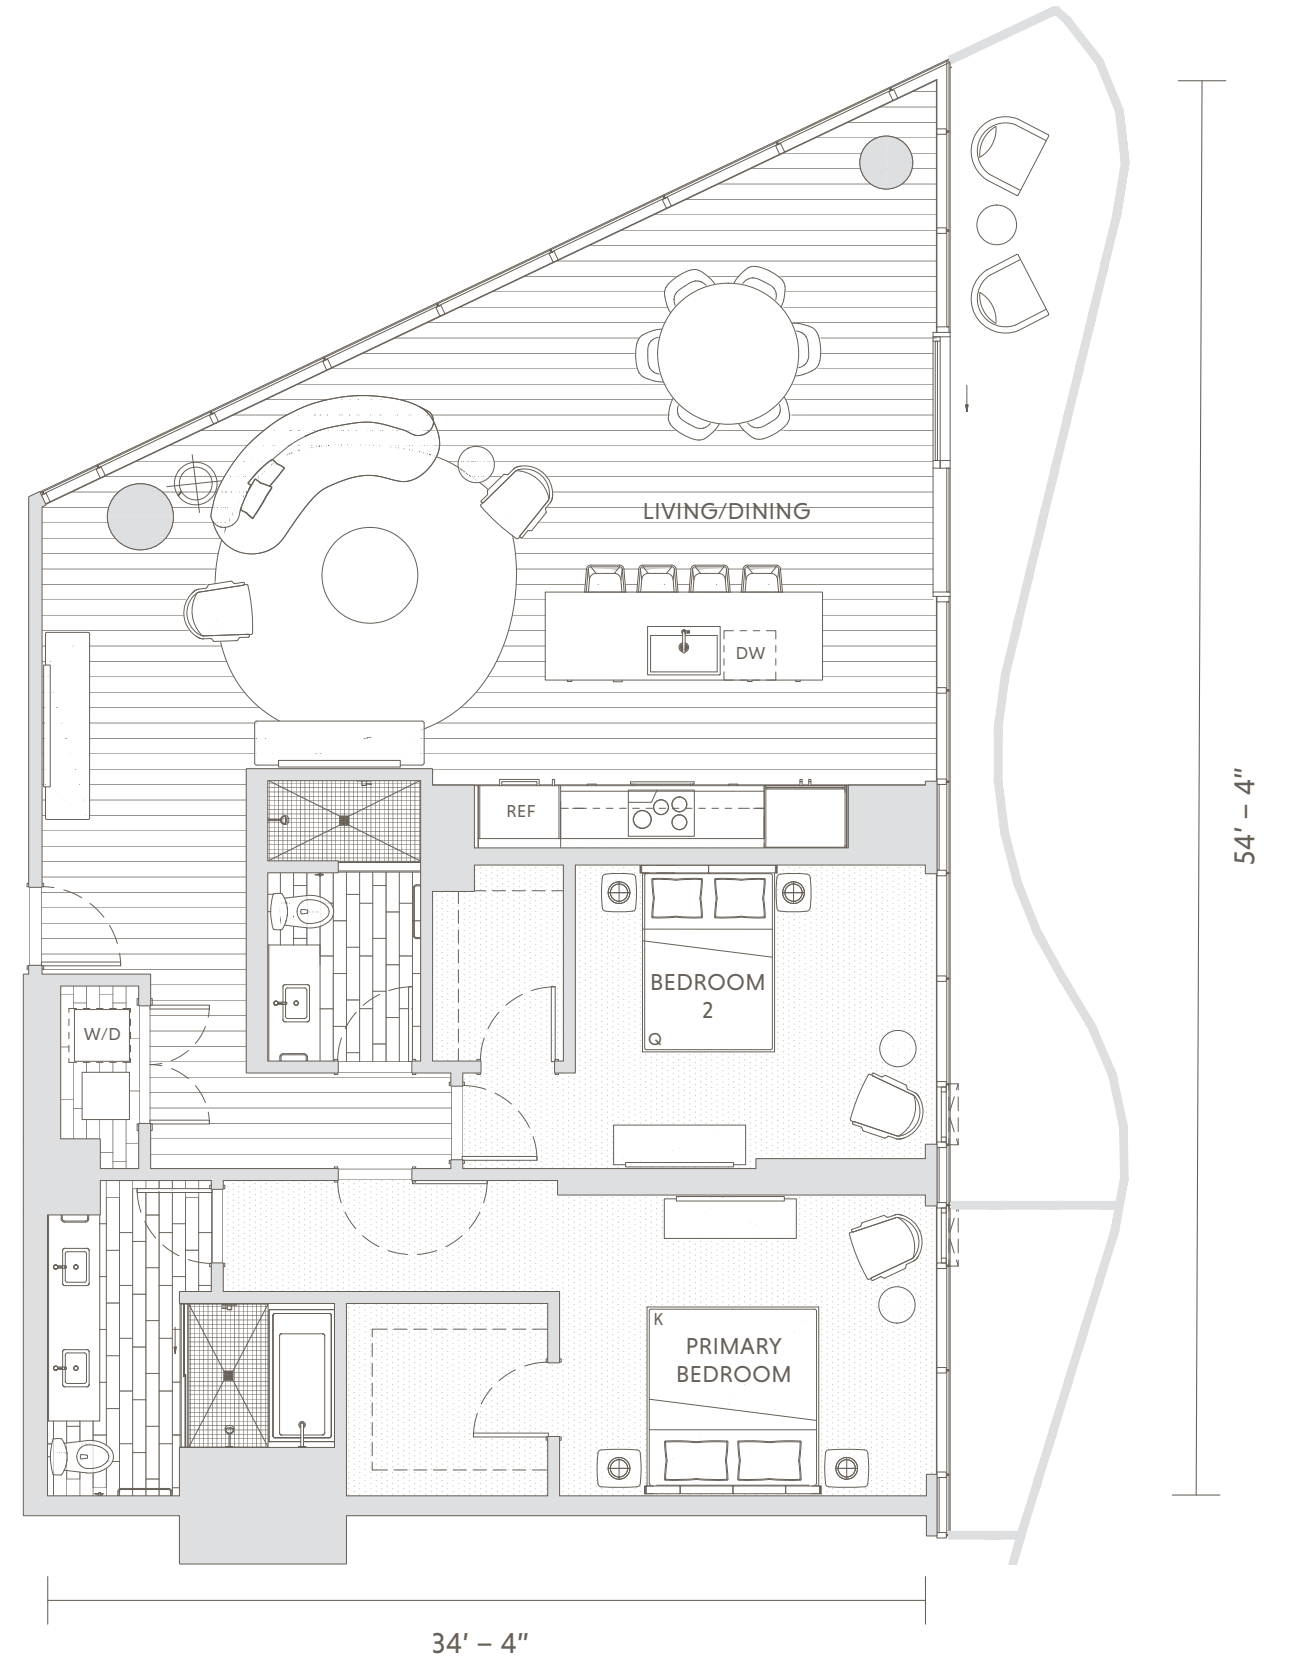 LIVING/DINING
DW
REF
54′ – 4″
BEDROOM
2
Q
W/D
K
PRIMARY
BEDROOM
34′ – 4″